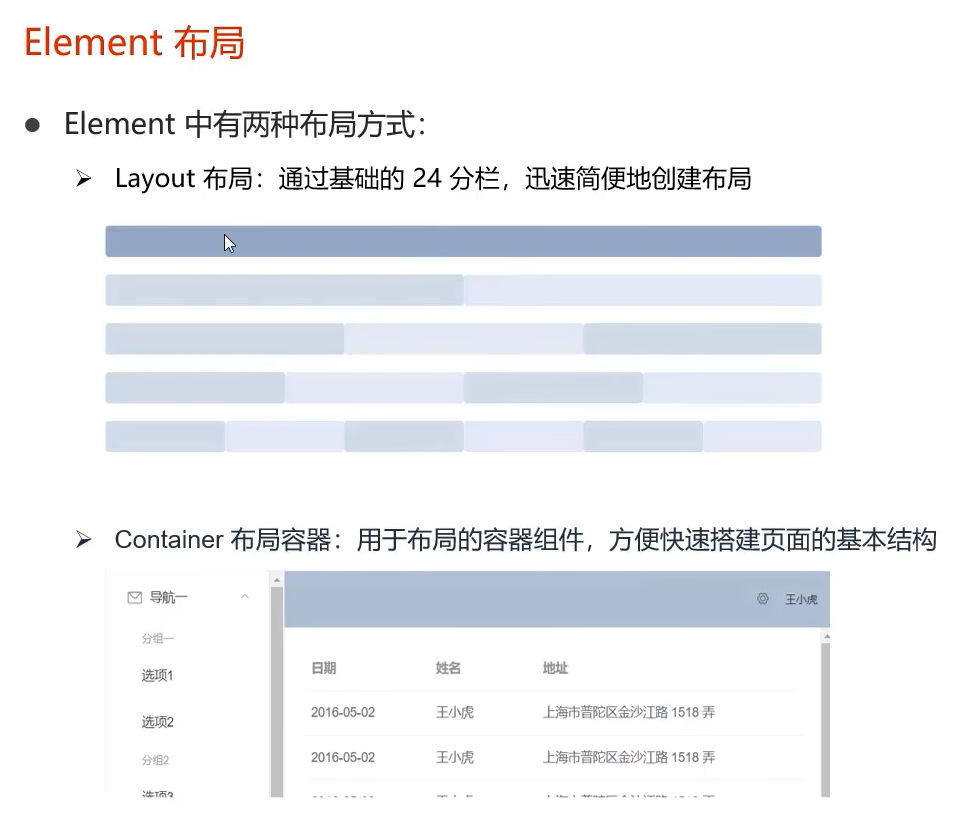 Element 布局
Element 中有两种布局方式：
Layout 布局：通过基础的 24 分栏，迅速简便地创建布局
Container 布局容器：用于布局的容器组件，方便快速搭建页面的基本结构
导航一
王小虎
分组一
选项1
选项2
分组2
选项3
日期 姓名 地址
2016-05-02 王小虎 上海市普陀区金沙江路 1518 弄
2016-05-02 王小虎 上海市普陀区金沙江路 1518 弄